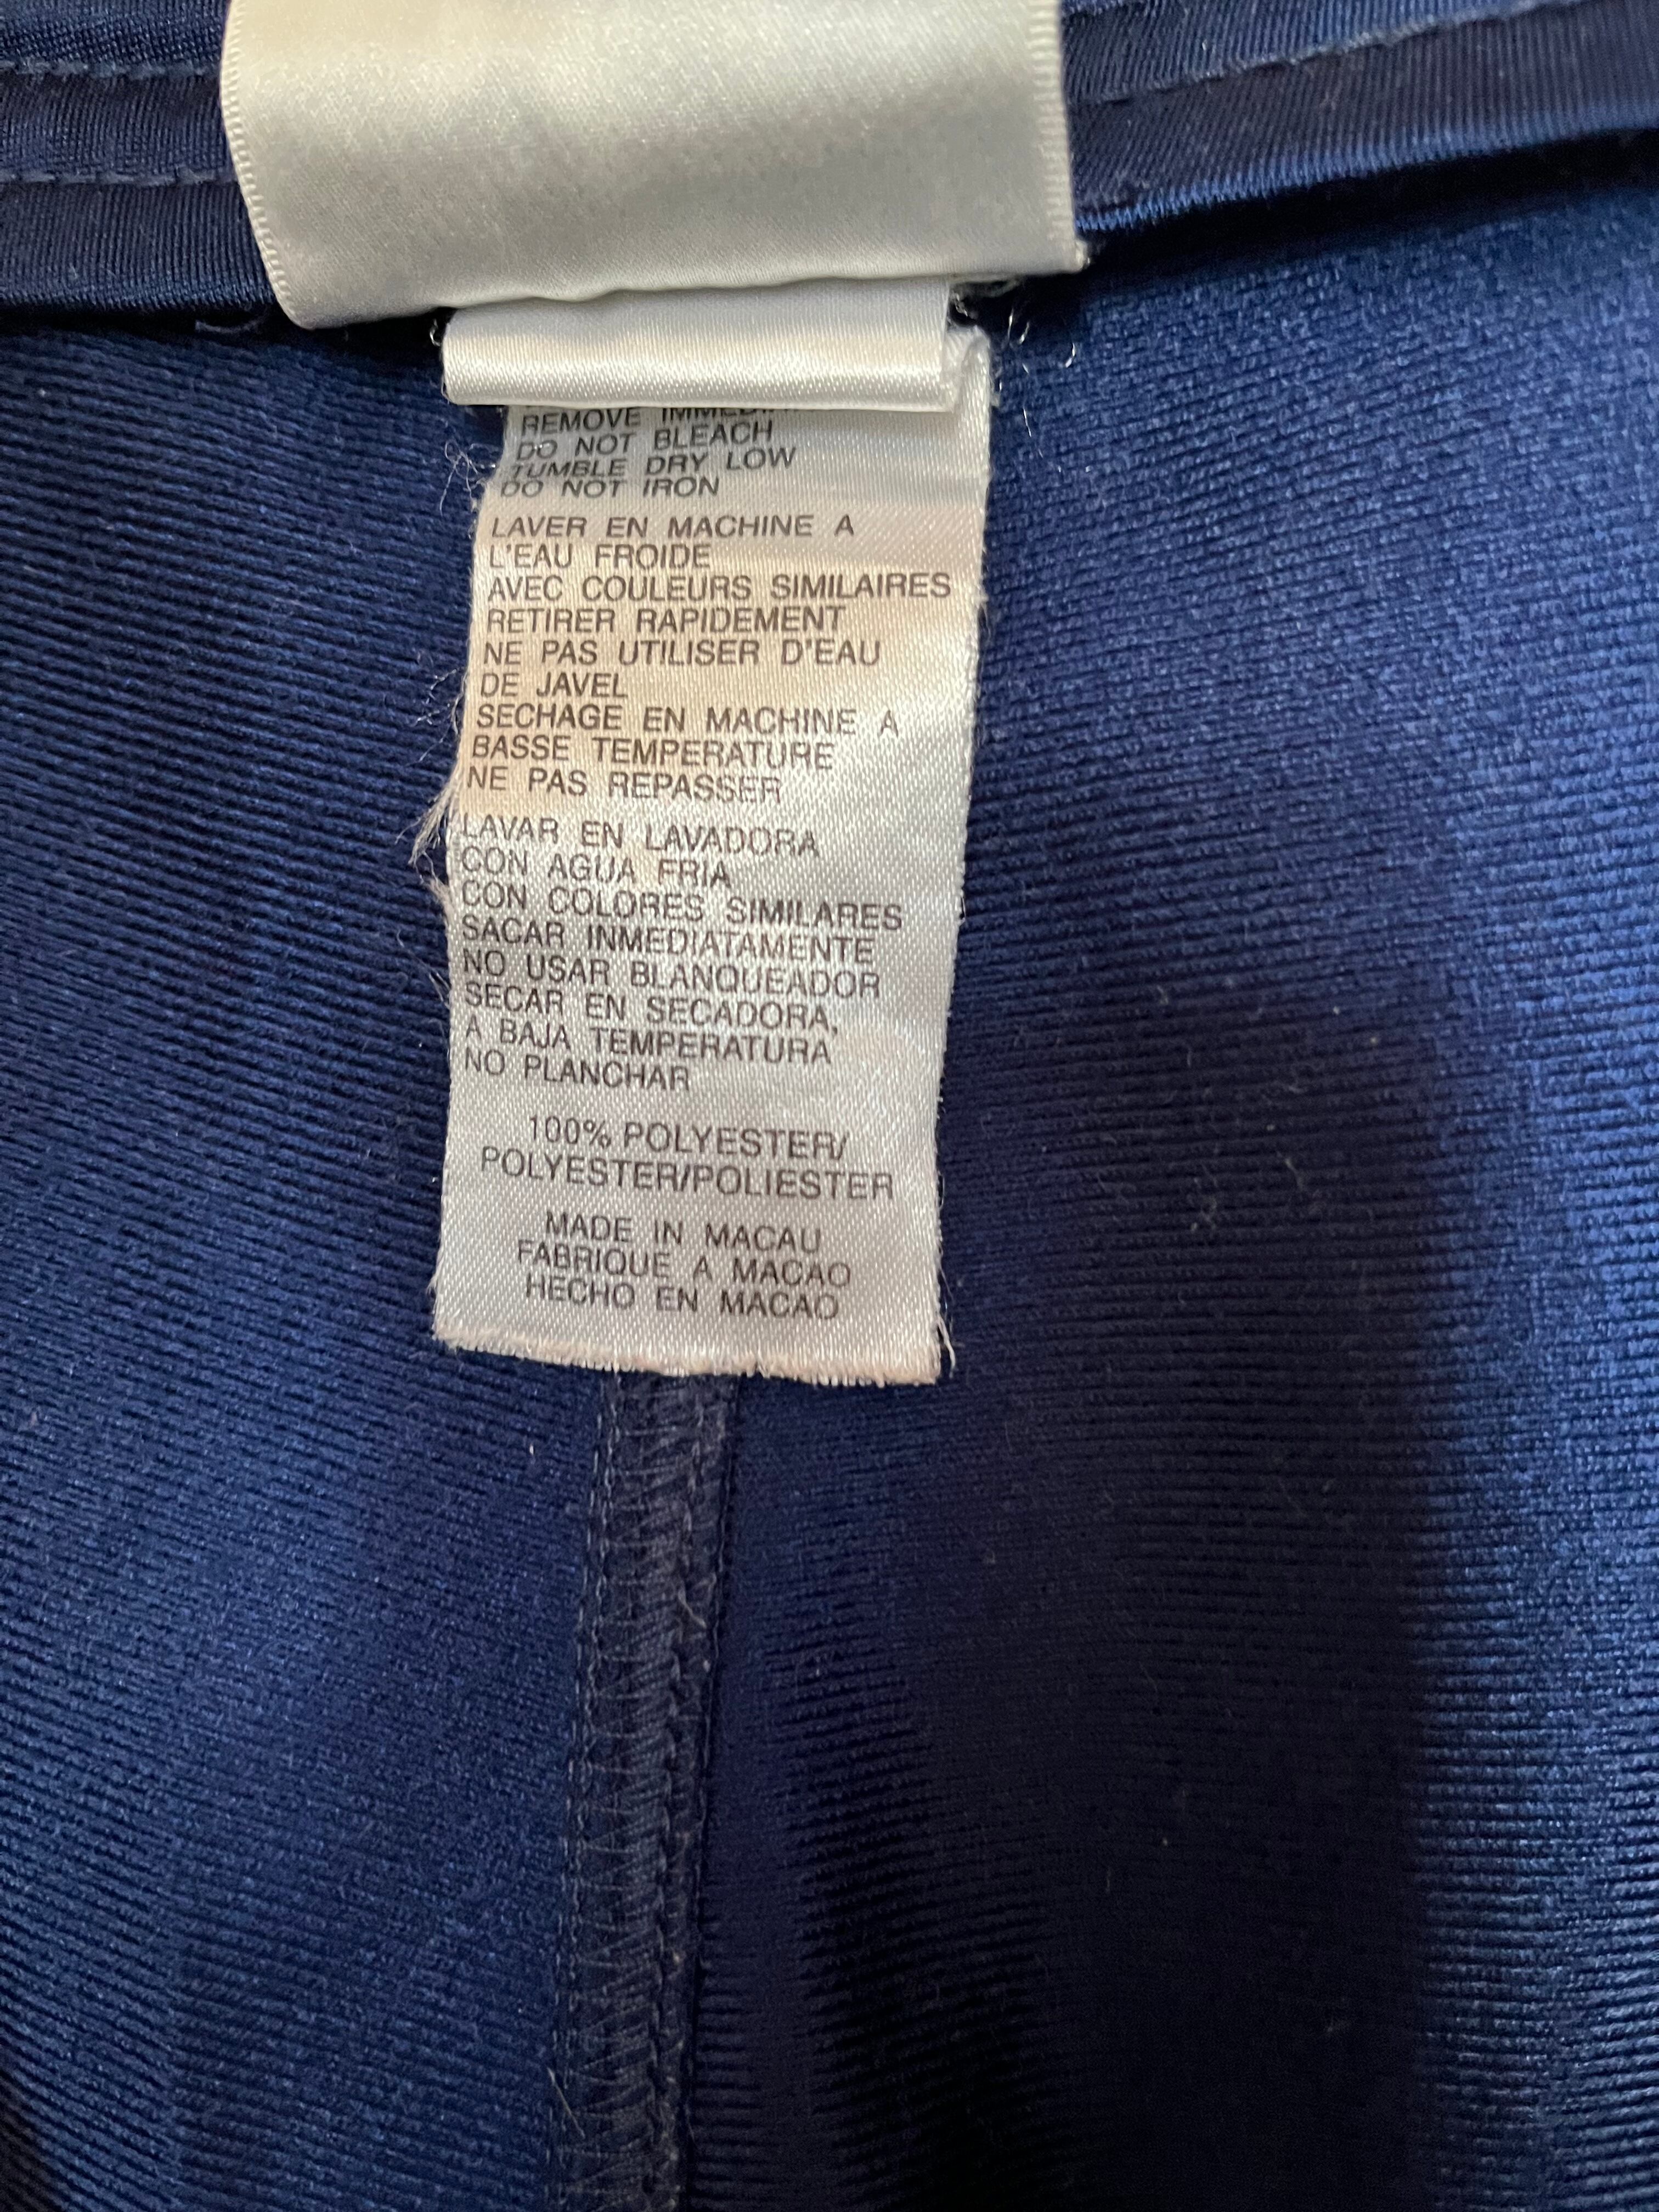 REMOVE
DO NOT BLEACH
TUMBLE DRY LOW
DO NOT IRON
LAVER EN MACHINE A
L'EAU FROIDE
AVEC COULEURS SIMILAIRES
RETIRER RAPIDEMENT
NE PAS UTILISER D'EAU
DE JAVEL
SECHAGE EN MACHINE A
BASSE TEMPERATURE
NE PAS REPASSER
LAVAR EN LAVADORA
CON AGUA FRIA
CON COLORES SIMILARES
SACAR INMEDIATAMENTE
NO USAR BLANQUEADOR
SECAR EN SECADORA,
A BAJA TEMPERATURA
NO PLANCHAR
100% POLYESTER/
POLYESTER/POLIESTER
MADE IN MACAU
FABRIQUE A MACAO
HECHO EN MACAO